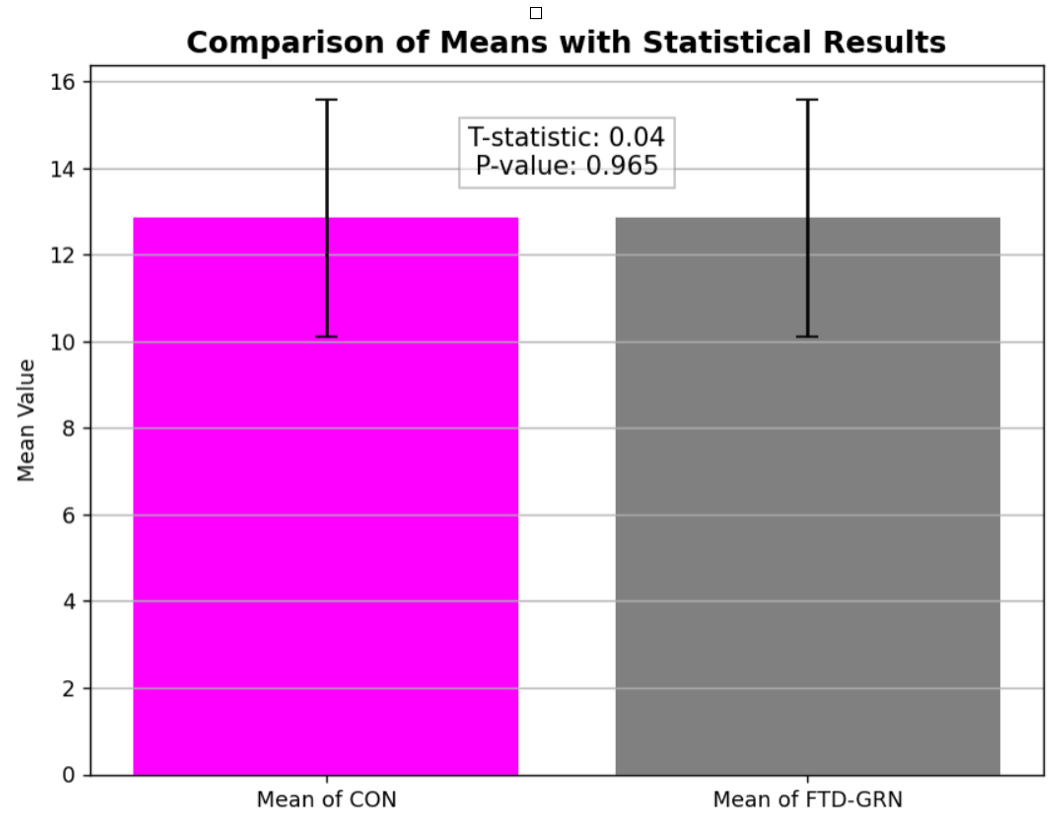 Comparison of Means with Statistical Results
16
T-statistic: 0.04
P-value: 0.965
14
12
10
8
6
4
2
0
Mean Value
Mean of CON
Mean of FTD-GRN